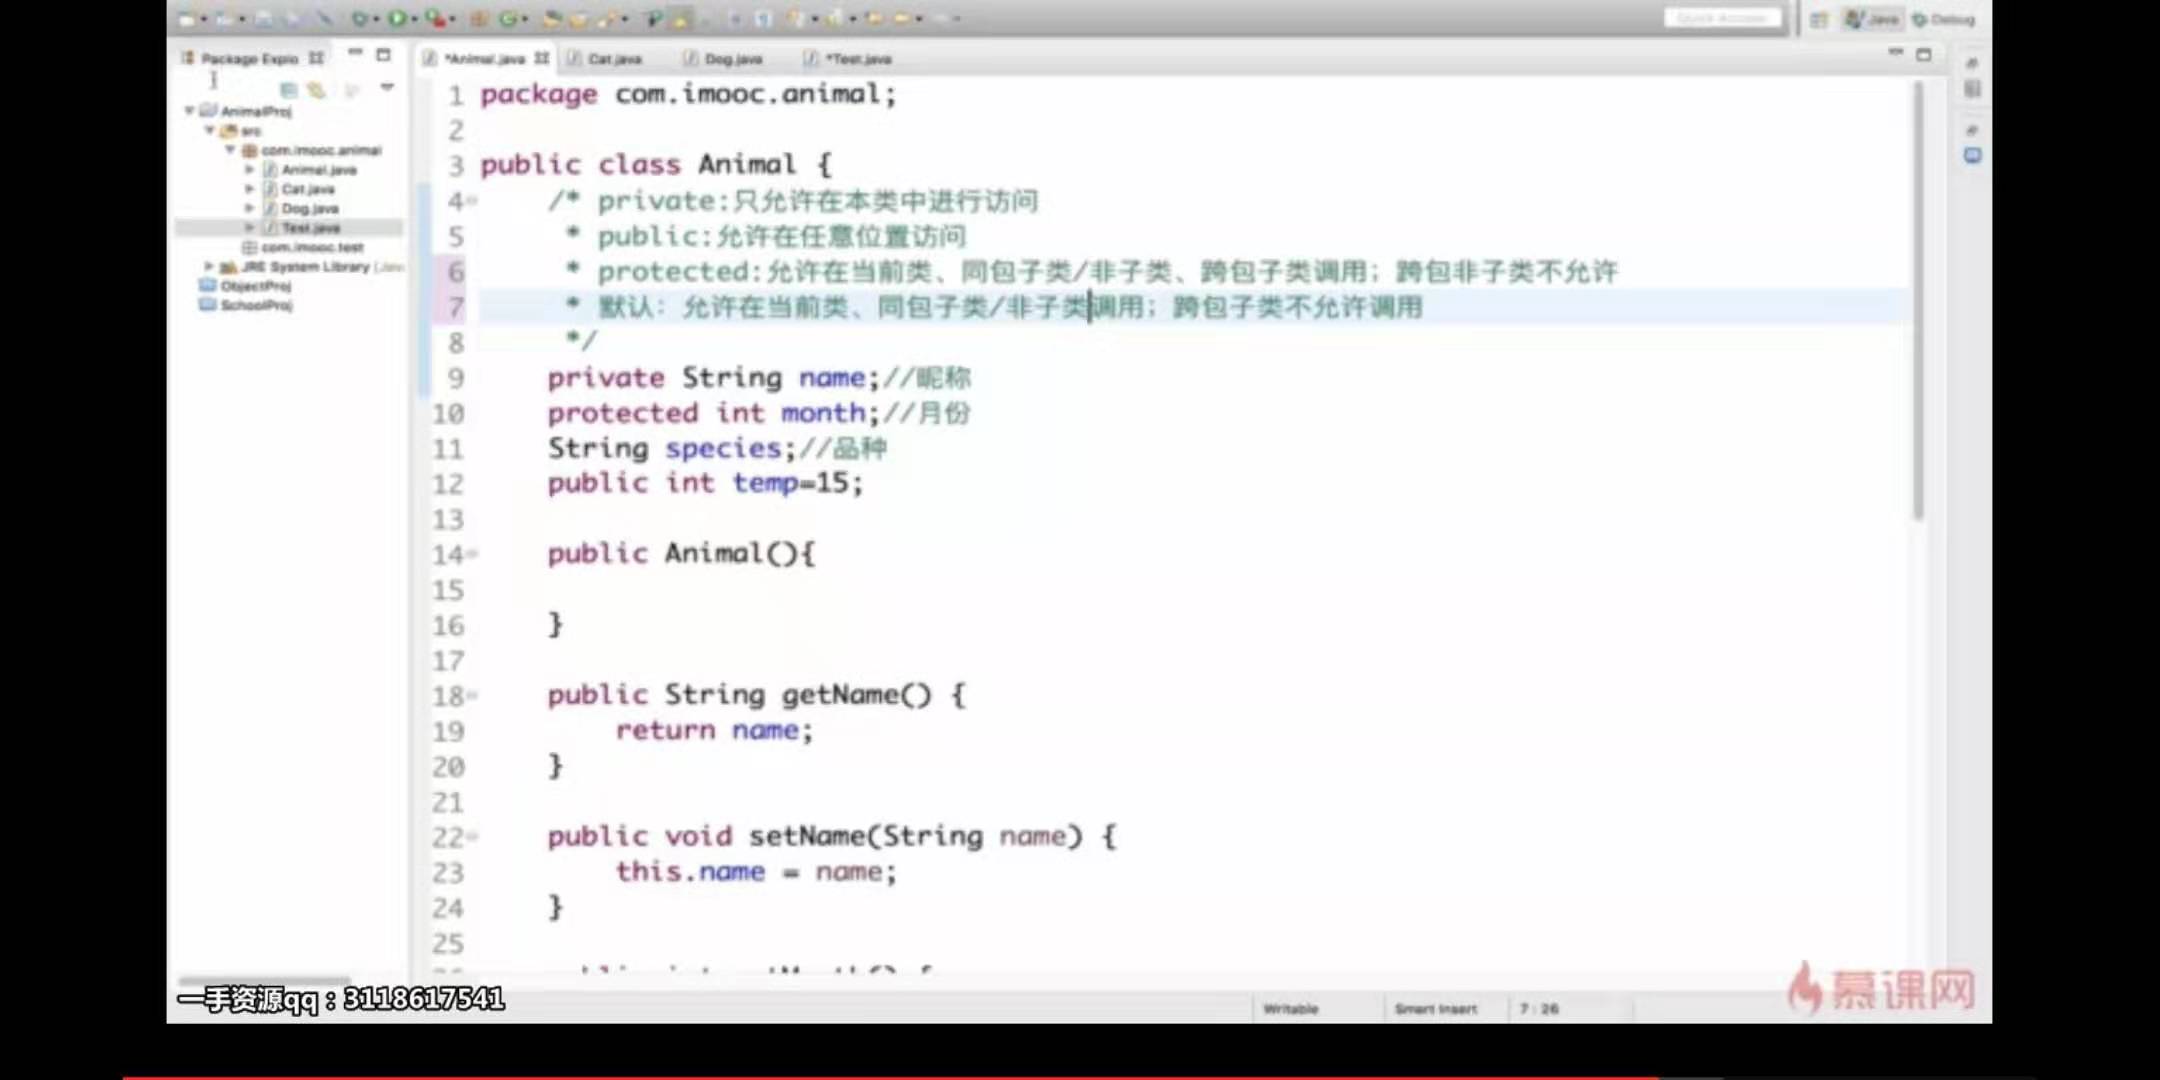 Quick Access
Java
Debug
Package Explo
*Animal.java
Cat.java
Dog.java
*Test.java
AnimalProj
src
com.imooc.animal
Animal.java
Cat.java
Dog.java
Test.java
com.imooc.test
JRE System Library
ObjectProj
SchoolProj
1 package com.imooc.animal;
2
3 public class Animal {
4 /* private:只允许在本类中进行访问
5 * public:允许在任意位置访问
6 * protected:允许在当前类、同包子类/非子类、跨包子类调用；跨包非子类不允许
7 * 默认：允许在当前类、同包子类/非子类调用；跨包子类不允许调用
8 */
9 private String name;//昵称
10 protected int month;//月份
11 String species;//品种
12 public int temp=15;
13
14 public Animal(){
15
16 }
17
18 public String getName() {
19 return name;
20 }
21
22 public void setName(String name) {
23 this.name = name;
24 }
25
一手资源qq：3118617541
Writable
Smart Insert
7 : 26
慕课网